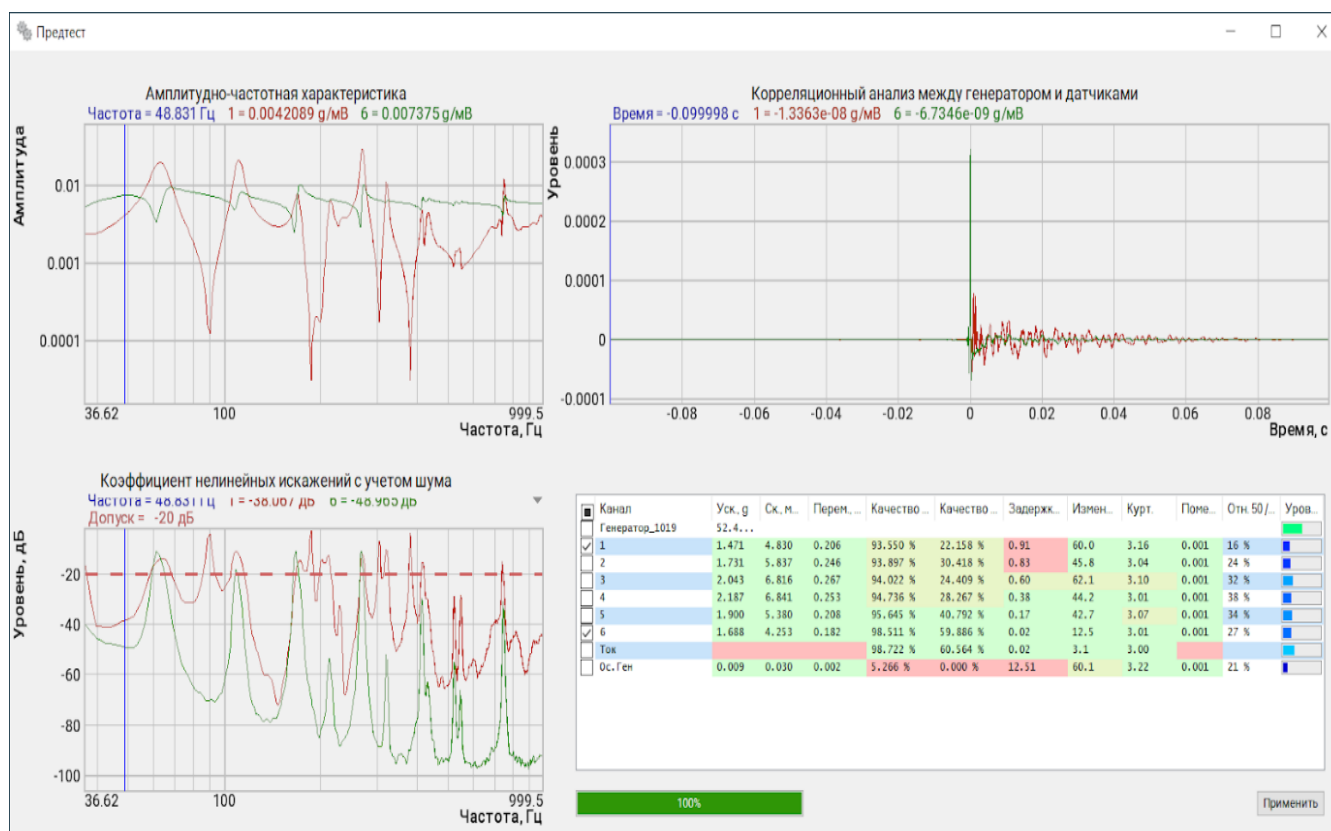 Предтест
Амплитудно-частотная характеристика
Частота = 48.831 Гц 1 = 0.0042089 g/мВ 6 = 0.007375 g/мВ
Амплитуда
0.01
0.001
0.0001
36.62 100 999.5
Частота, Гц
Корреляционный анализ между генератором и датчиками
Время = -0.099998 с 1 = -1.3363e-08 g/мВ 6 = -6.7346e-09 g/мВ
Уровень
0.0003
0.0002
0.0001
0
-0.0001
-0.08 -0.06 -0.04 -0.02 0 0.02 0.04 0.06 0.08
Время, с
Коэффициент нелинейных искажений с учетом шума
Частота = 48.831 Гц 1 = -38.067 дБ 6 = -48.965 дБ
Допуск = -20 дБ
Уровень, дБ
-20
-40
-60
-80
-100
36.62 100 999.5
Частота, Гц
Канал Уск., g Ск., м... Перем., ... Качество ... Качество ... Задержк... Измен... Курт. Поме... Отн. 50 /... Уров...
Генератор_1019 52.4...
1 1.471 4.830 0.206 93.550 % 22.158 % 0.91 60.0 3.16 0.001 16 %
2 1.731 5.837 0.246 93.897 % 30.418 % 0.83 45.8 3.04 0.001 24 %
3 2.043 6.816 0.267 94.022 % 24.409 % 0.60 62.1 3.10 0.001 32 %
4 2.187 6.841 0.253 94.736 % 28.267 % 0.38 44.2 3.01 0.001 38 %
5 1.900 5.380 0.208 95.645 % 40.792 % 0.17 42.7 3.07 0.001 34 %
6 1.688 4.253 0.182 98.511 % 59.886 % 0.02 12.5 3.01 0.001 27 %
Ток 98.722 % 60.564 % 0.02 3.1 3.00
Ос.Ген 0.009 0.030 0.002 5.266 % 0.000 % 12.51 60.1 3.22 0.001 21 %
100%
Применить